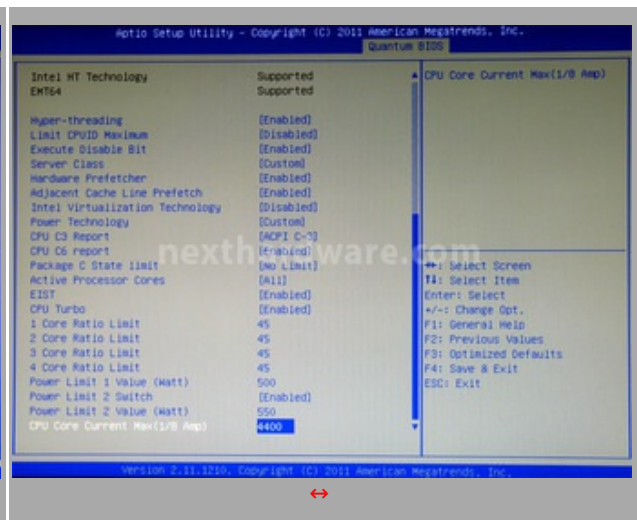 Aptio Setup Utility - Copyright (C) 2011 American Megatrends, Inc.
Quantum BIOS
Intel HT Technology Supported
EMT64 Supported
Hyper-threading [Enabled]
Limit CPUID Maximum [Disabled]
Execute Disable Bit [Enabled]
Server Class [Custom]
Hardware Prefetcher [Enabled]
Adjacent Cache Line Prefetch [Enabled]
Intel Virtualization Technology [Disabled]
Power Technology [Custom]
CPU C3 Report [ACPI C-3]
CPU C6 report [Enabled]
Package C State limit [No Limit]
Active Processor Cores [All]
EIST [Enabled]
CPU Turbo [Enabled]
1 Core Ratio Limit 45
2 Core Ratio Limit 45
3 Core Ratio Limit 45
4 Core Ratio Limit 45
Power Limit 1 Value (Watt) 500
Power Limit 2 Switch [Enabled]
Power Limit 2 Value (Watt) 550
CPU Core Current Max(1/8 Amp) 4400
CPU Core Current Max(1/8 Amp)
↔: Select Screen
↑↓: Select Item
Enter: Select
+/-: Change Opt.
F1: General Help
F2: Previous Values
F3: Optimized Defaults
F4: Save & Exit
ESC: Exit
nexthardware.com
Version 2.11.1210. Copyright (C) 2011 American Megatrends, Inc.